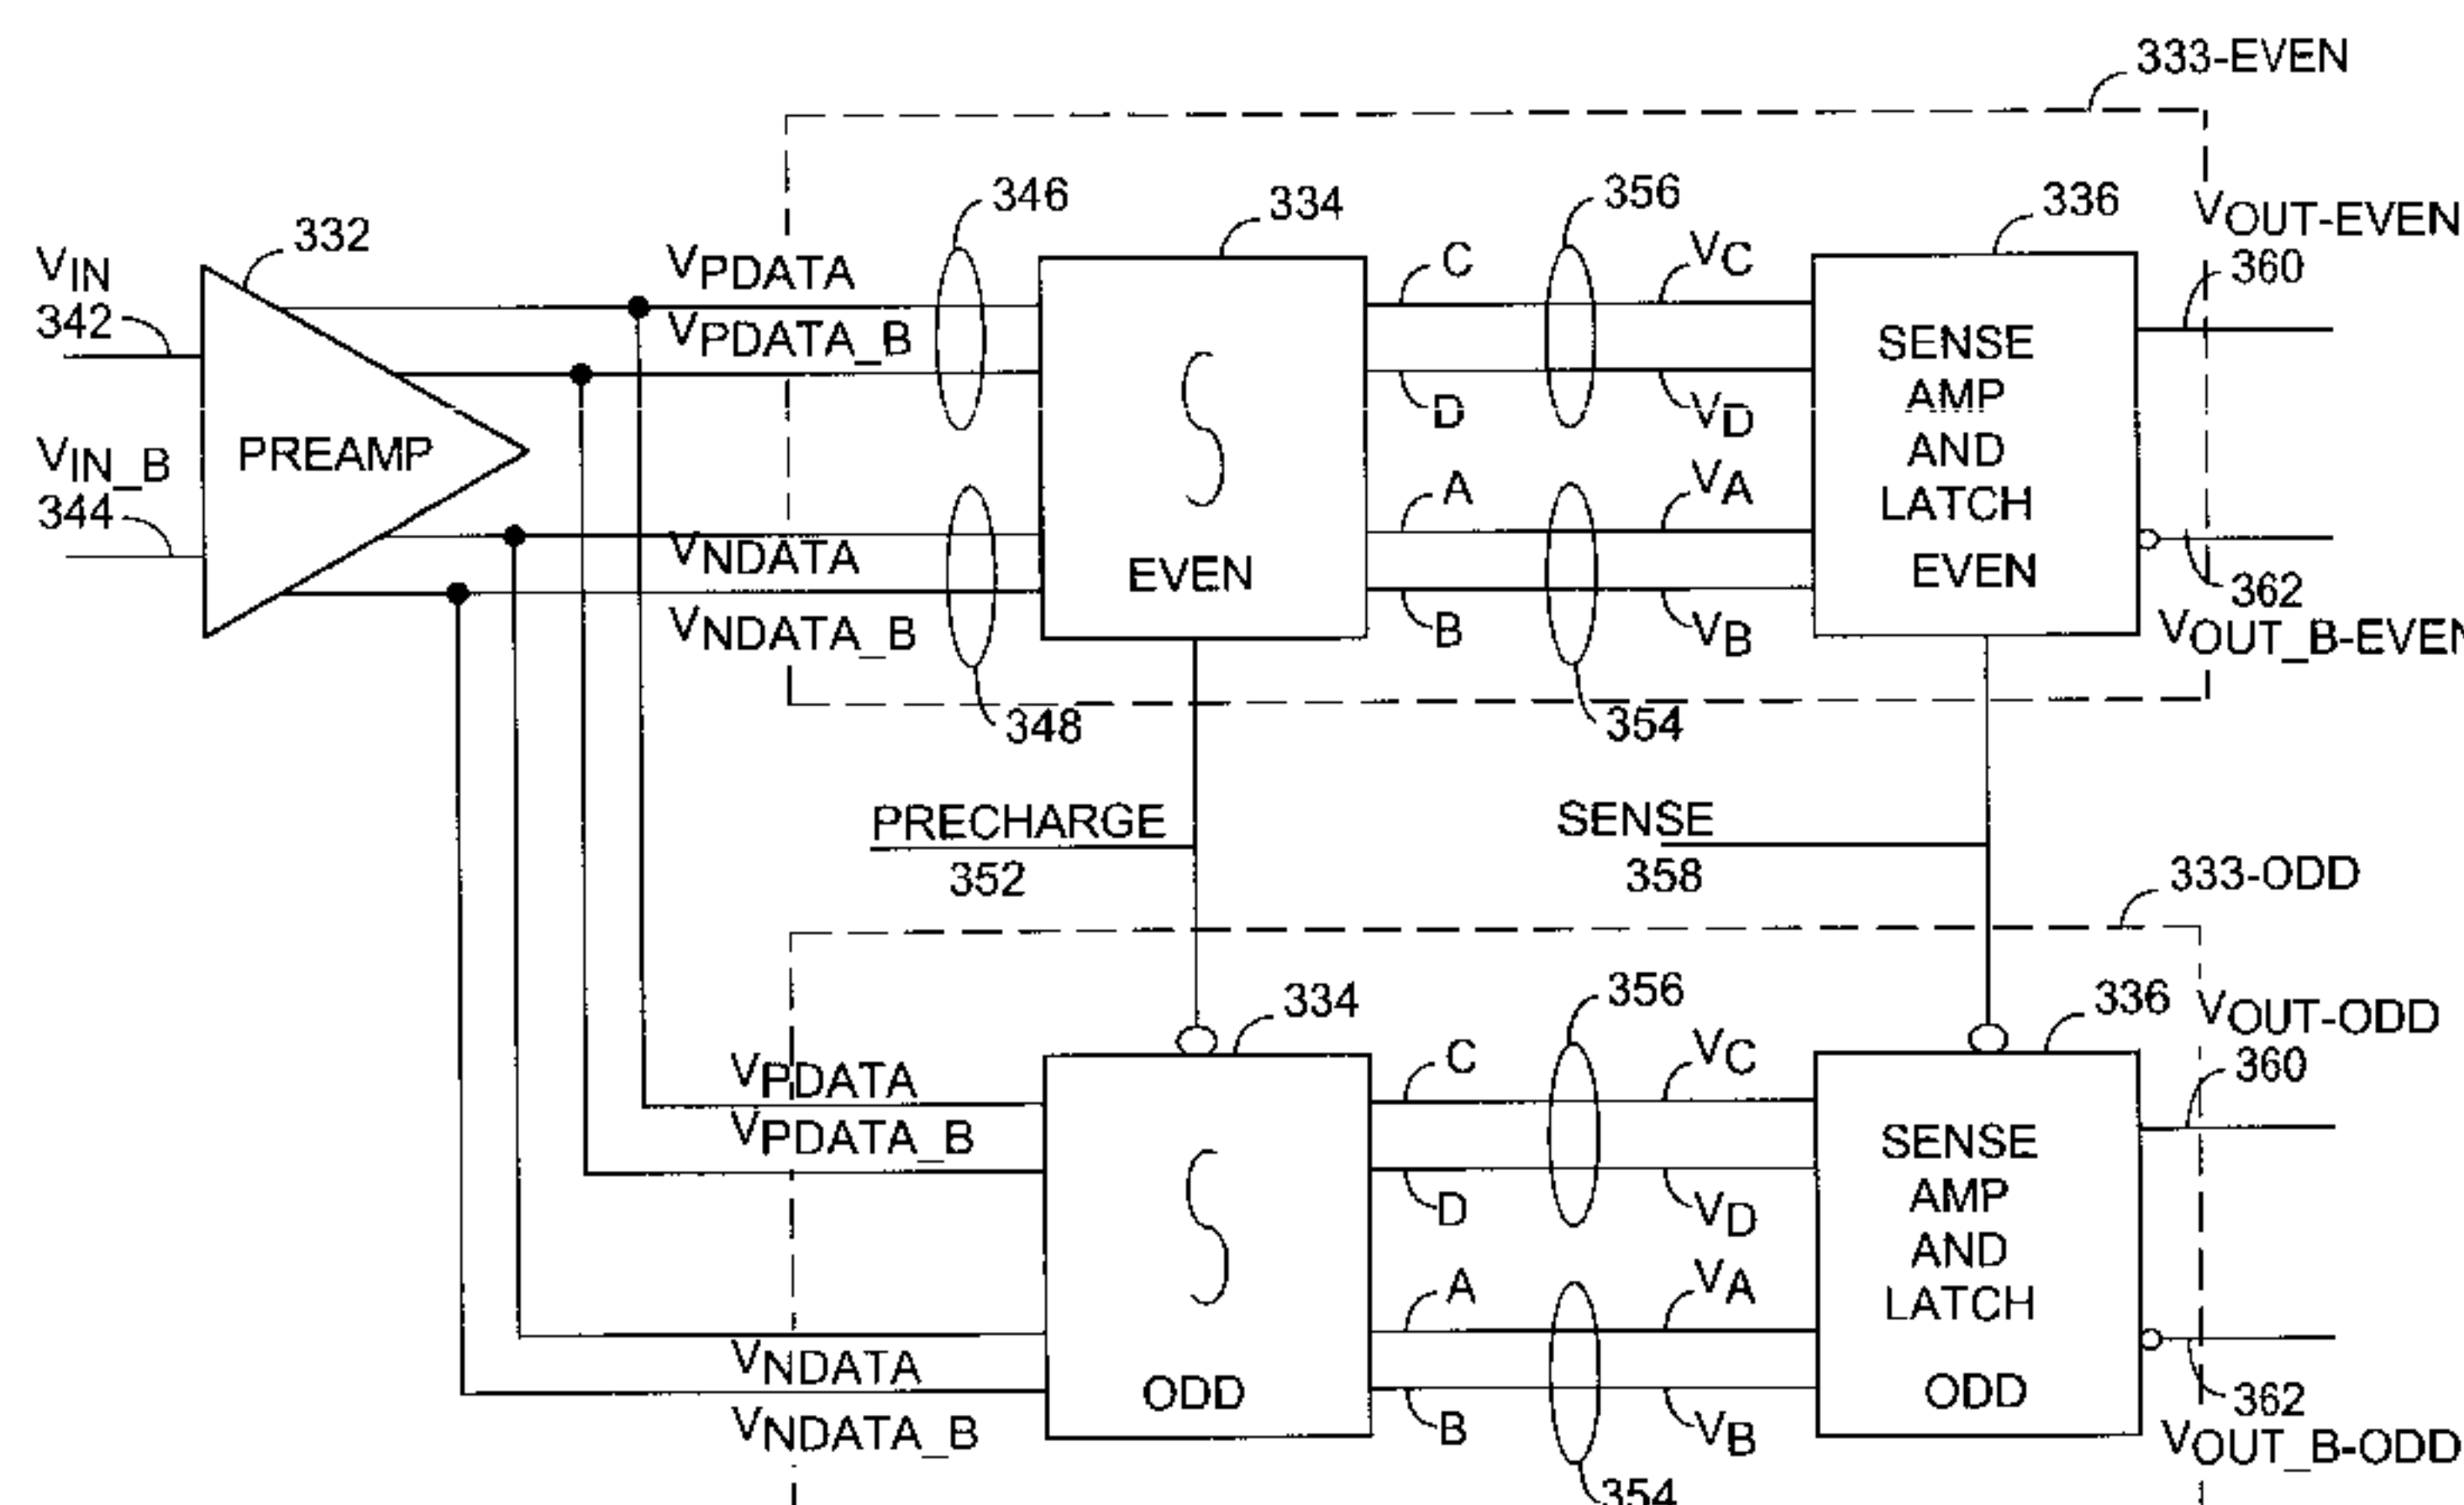 333-EVEN
346
334
356
336
VOUT-EVEN
360
332
VIN
342
VPDATA
VPDATA_B
C
VC
D
VD
SENSE
AMP
AND
LATCH
EVEN
PREAMP
VIN_B
344
A
VA
VNDATA
VNDATA_B
EVEN
B
VB
362
VOUT_B-EVEN
348
354
PRECHARGE
352
SENSE
358
333-ODD
334
356
336
VOUT-ODD
360
VPDATA
VPDATA_B
C
VC
D
VD
SENSE
AMP
AND
LATCH
ODD
A
VA
VNDATA
VNDATA_B
ODD
B
VB
362
VOUT_B-ODD
354